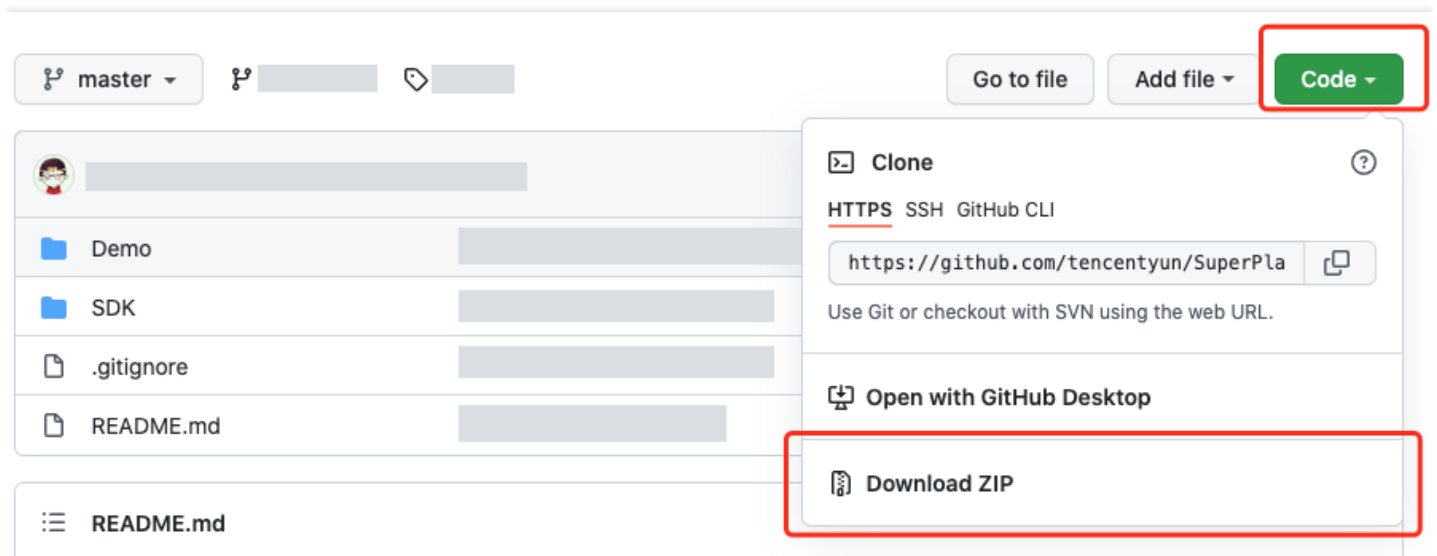 master
Go to file
Add file
Code
Clone
HTTPS SSH GitHub CLI
https://github.com/tencentyun/SuperPla
Use Git or checkout with SVN using the web URL.
Open with GitHub Desktop
Download ZIP
Demo
SDK
.gitignore
README.md
README.md